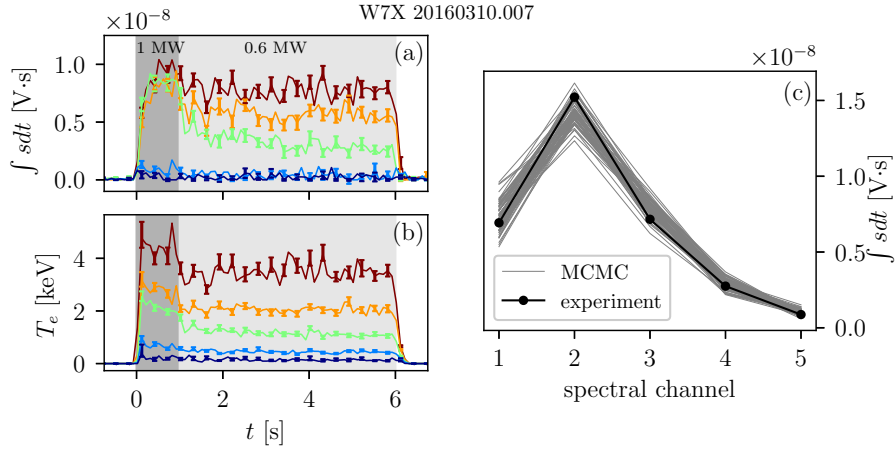 W7X 20160310.007
×10⁻⁸
1 MW
0.6 MW
(a)
1.0
0.5
0.0
∫ sdt [V·s]
(b)
4
2
0
Tₑ [keV]
0
2
4
6
t [s]
×10⁻⁸
(c)
1.5
1.0
0.5
0.0
∫ sdt [V·s]
MCMC
experiment
1
2
3
4
5
spectral channel